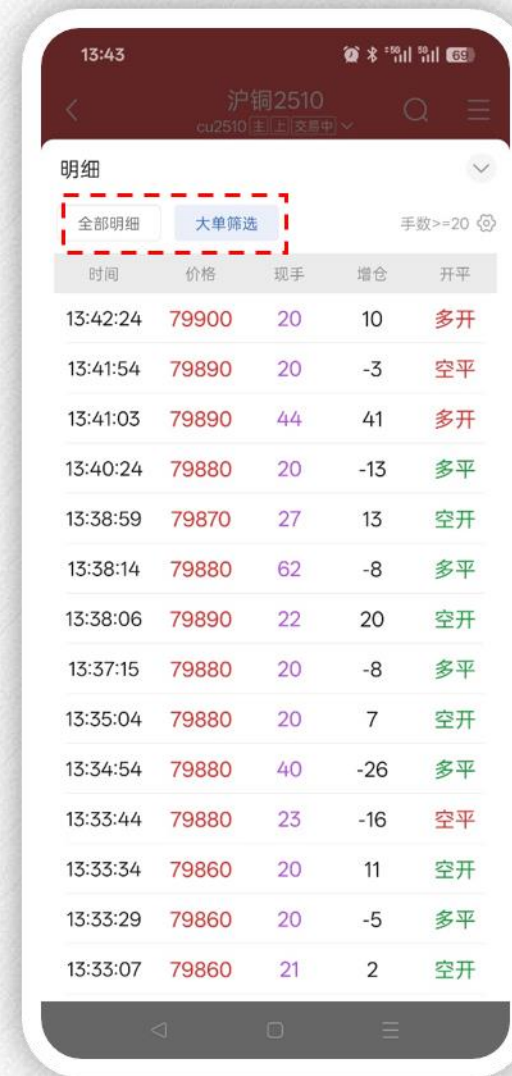 13:43 69
沪铜2510
cu2510 主 上 交易中
明细
全部明细 大单筛选 手数>=20
时间 价格 现手 增仓 开平
13:42:24 79900 20 10 多开
13:41:54 79890 20 -3 空平
13:41:03 79890 44 41 多开
13:40:24 79880 20 -13 多平
13:38:59 79870 27 13 空开
13:38:14 79880 62 -8 多平
13:38:06 79890 22 20 空开
13:37:15 79880 20 -8 多平
13:35:04 79880 20 7 空开
13:34:54 79880 40 -26 多平
13:33:44 79880 23 -16 空平
13:33:34 79860 20 11 空开
13:33:29 79860 20 -5 多平
13:33:07 79860 21 2 空开